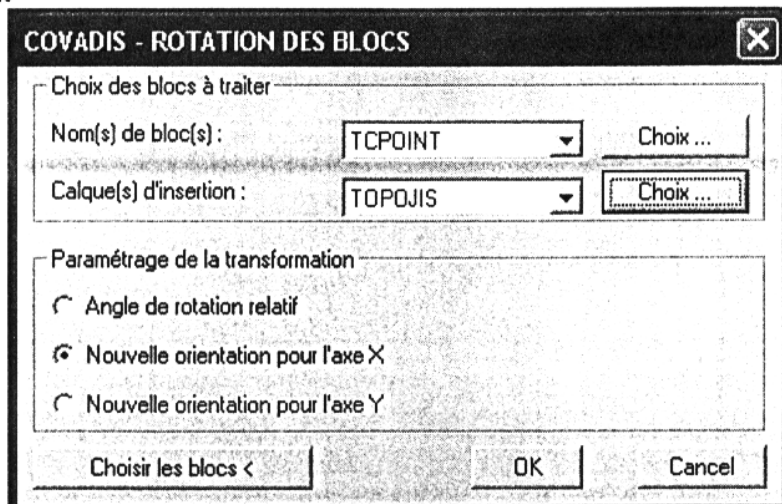 COVADIS - ROTATION DES BLOCS
Choix des blocs à traiter
Nom(s) de bloc(s) :
TCPOINT
Choix ...
Calque(s) d'insertion :
TOPOJIS
Choix ...
Paramétrage de la transformation
Angle de rotation relatif
Nouvelle orientation pour l'axe X
Nouvelle orientation pour l'axe Y
Choisir les blocs <
OK
Cancel